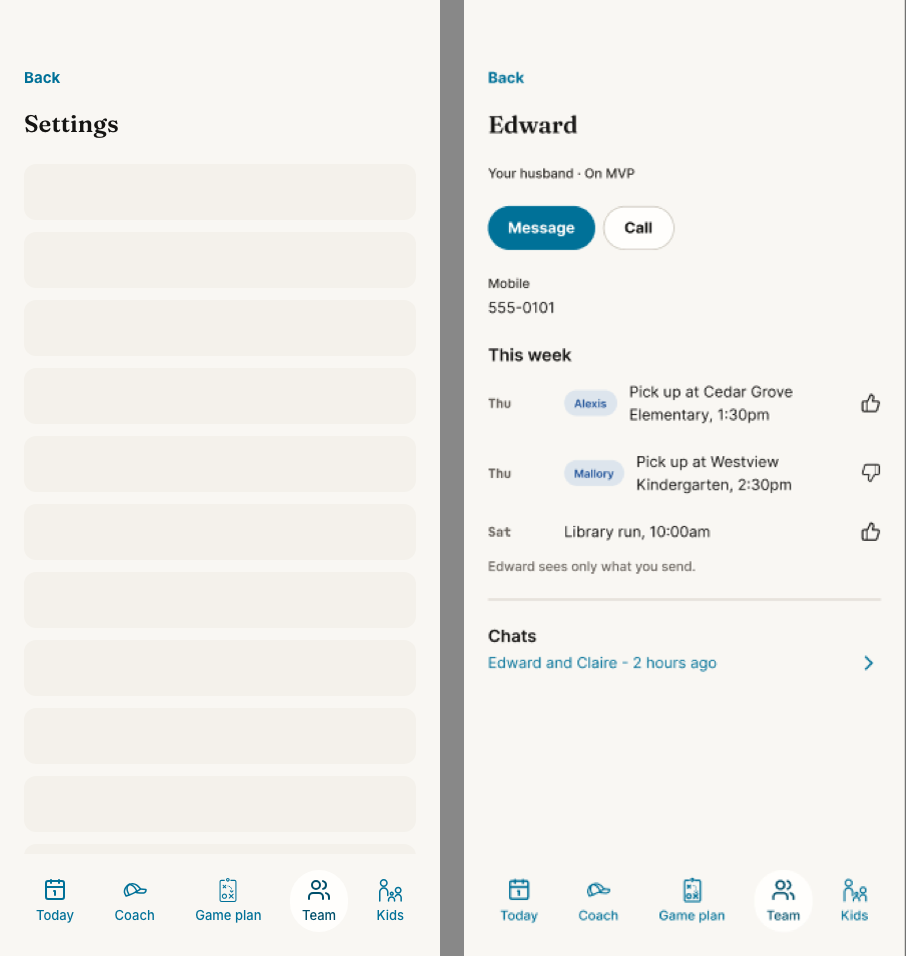 Back
Settings
Today
Coach
Game plan
Team
Kids
Back
Edward
Your husband · On MVP
Message
Call
Mobile
555-0101
This week
Thu
Alexis
Pick up at Cedar Grove
Elementary, 1:30pm
Thu
Mallory
Pick up at Westview
Kindergarten, 2:30pm
Sat
Library run, 10:00am
Edward sees only what you send.
Chats
Edward and Claire - 2 hours ago
Today
Coach
Game plan
Team
Kids